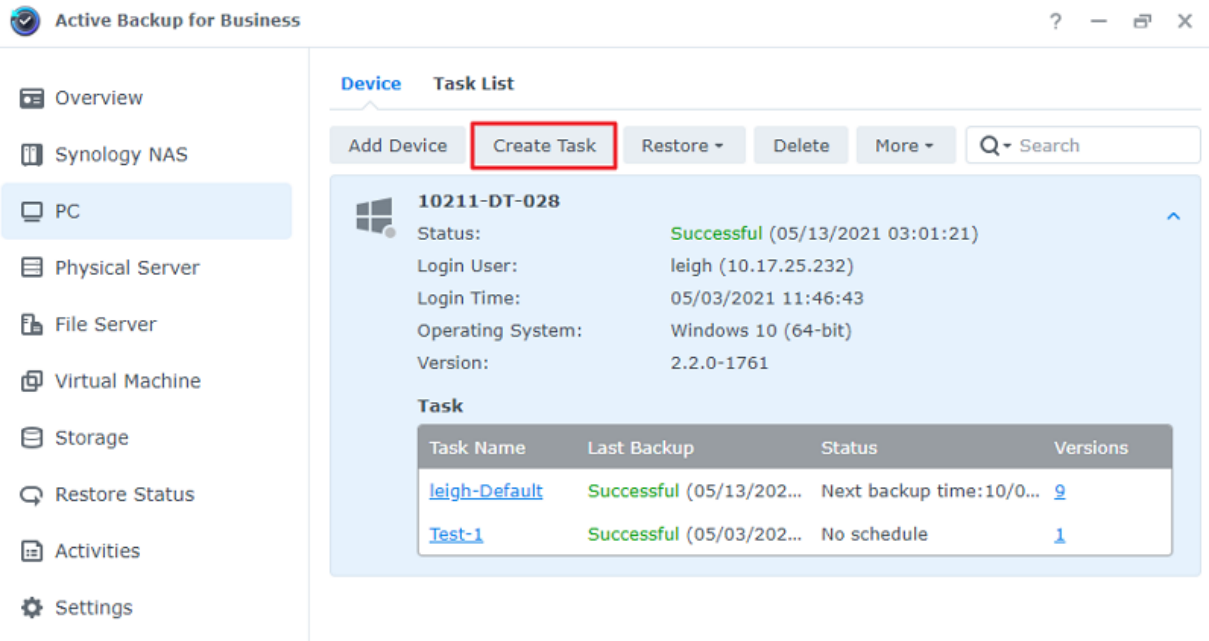 Active Backup for Business
Overview
Synology NAS
PC
Physical Server
File Server
Virtual Machine
Storage
Restore Status
Activities
Settings
Device Task List
Add Device Create Task Restore Delete More Search
10211-DT-028
Status: Successful (05/13/2021 03:01:21)
Login User: leigh (10.17.25.232)
Login Time: 05/03/2021 11:46:43
Operating System: Windows 10 (64-bit)
Version: 2.2.0-1761
Task
Task Name Last Backup Status Versions
leigh-Default Successful (05/13/202... Next backup time:10/0... 9
Test-1 Successful (05/03/202... No schedule 1